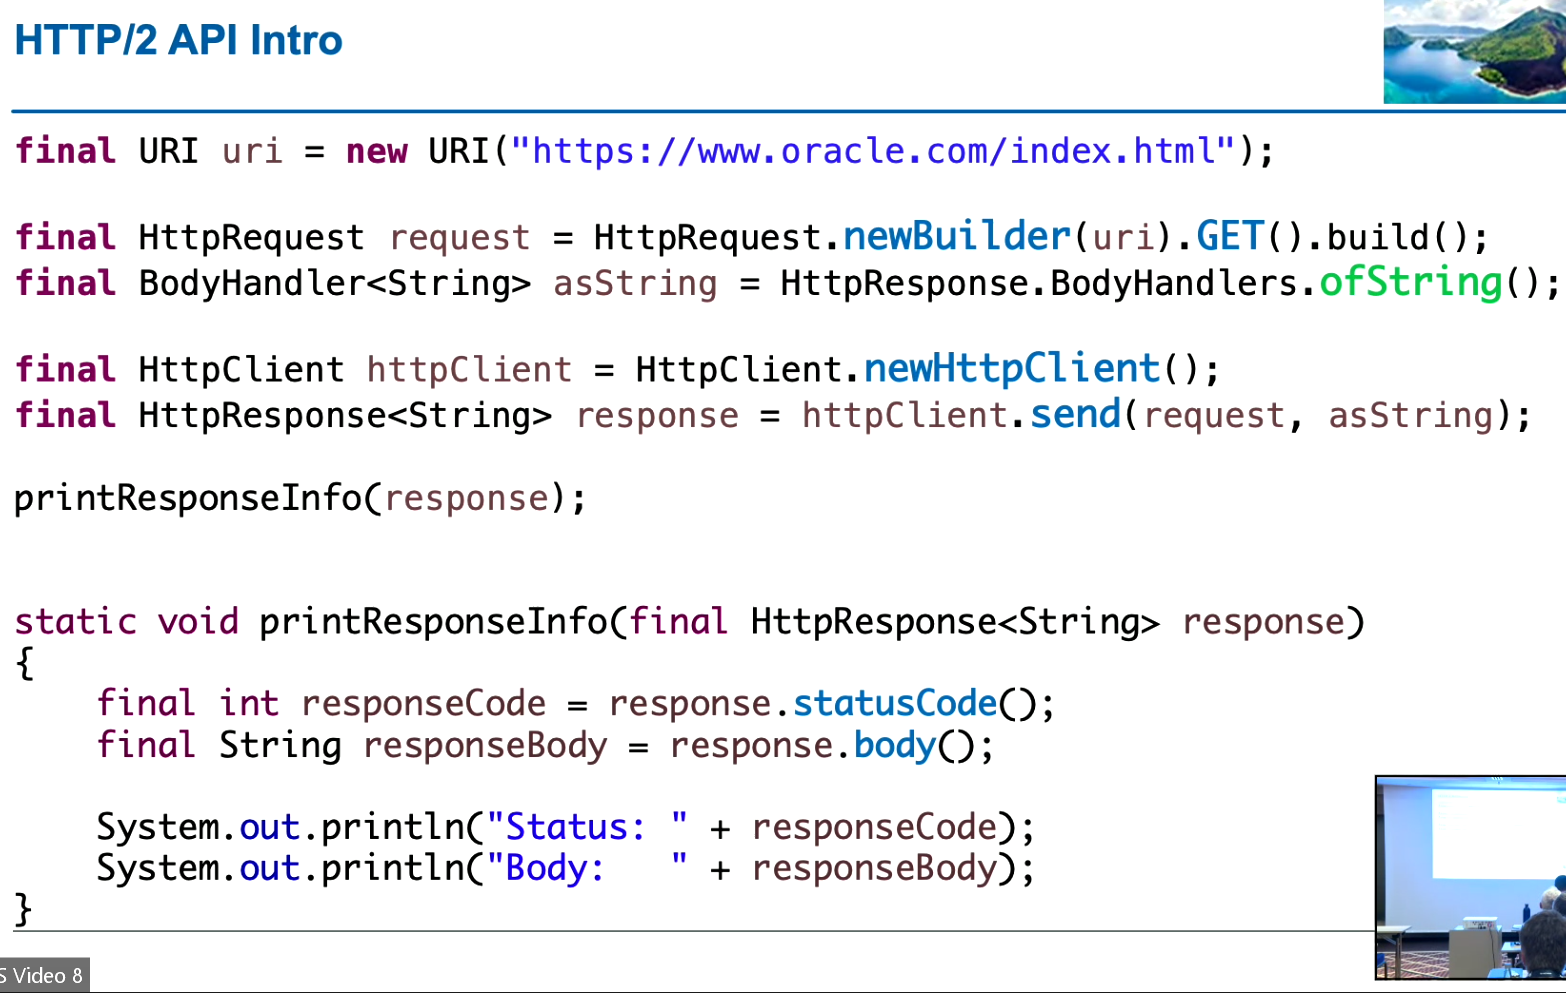 HTTP/2 API Intro
final URI uri = new URI("https://www.oracle.com/index.html");
final HttpRequest request = HttpRequest.newBuilder(uri).GET().build();
final BodyHandler<String> asString = HttpResponse.BodyHandlers.ofString();
final HttpClient httpClient = HttpClient.newHttpClient();
final HttpResponse<String> response = httpClient.send(request, asString);
printResponseInfo(response);
static void printResponseInfo(final HttpResponse<String> response)
{
    final int responseCode = response.statusCode();
    final String responseBody = response.body();
    System.out.println("Status: " + responseCode);
    System.out.println("Body:   " + responseBody);
}
S Video 8